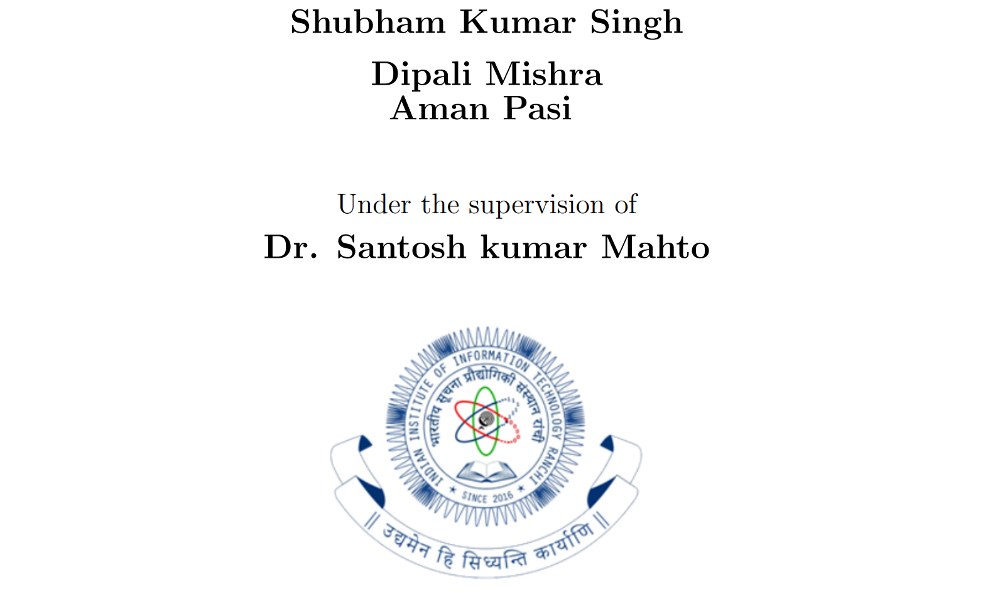 Shubham Kumar Singh
Dipali Mishra
Aman Pasi
Under the supervision of
Dr. Santosh kumar Mahto
INDIAN INSTITUTE OF INFORMATION TECHNOLOGY RANCHI
भारतीय सूचना प्रौद्योगिकी संस्थान रांची
★ SINCE 2016 ★
|| उद्यमेन हि सिध्यन्ति कार्याणि ||